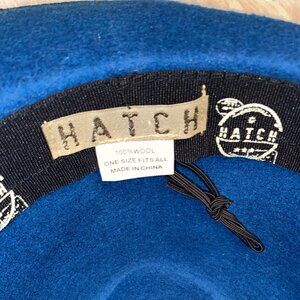 HATCH
100% WOOL
ONE SIZE FITS ALL
MADE IN CHINA
HATCH